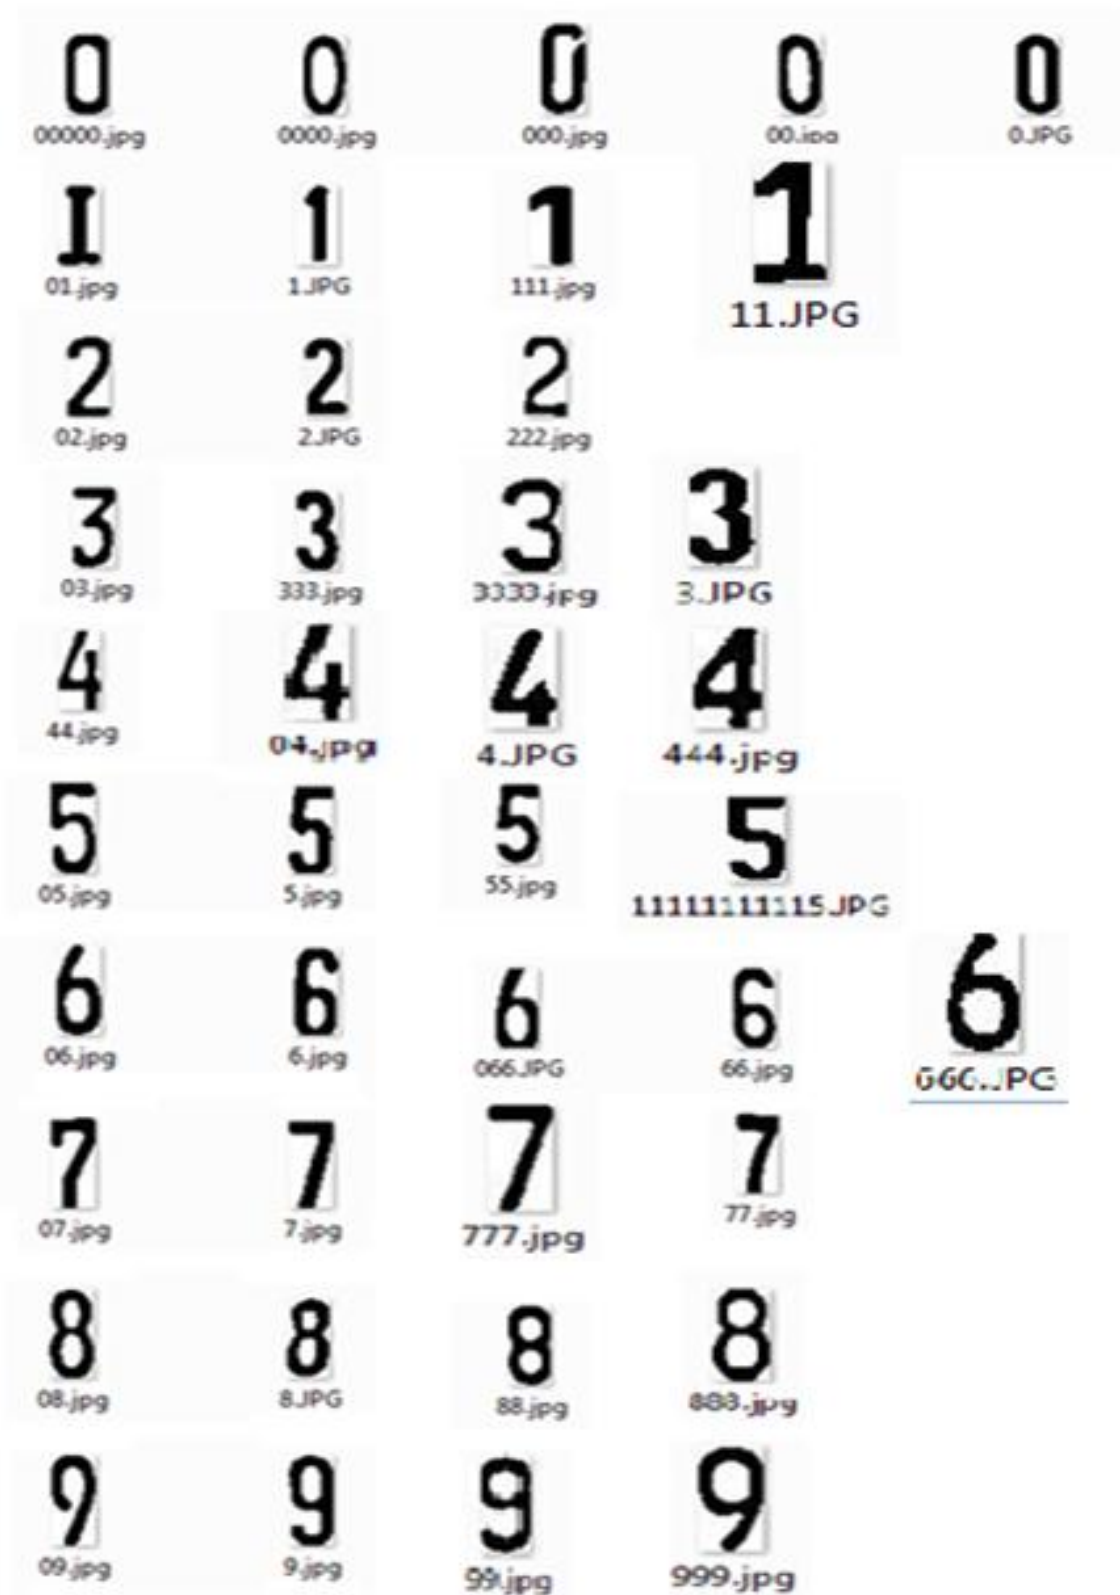 0 0 0 0 0
00000.jpg 0000.jpg 000.jpg 00.jpg 0.JPG
I 1 1 1
01.jpg 1.JPG 111.jpg 11.JPG
2 2 2
02.jpg 2.JPG 222.jpg
3 3 3 3
03.jpg 333.jpg 3333.jpg 3.JPG
4 4 4 4
44.jpg 04.jpg 4.JPG 444.jpg
5 5 5 5
05.jpg 5.jpg 55.jpg 11111111115.JPG
6 6 6 6 6
06.jpg 6.jpg 066.JPG 66.jpg 666.JPG
7 7 7 7
07.jpg 7.jpg 777.jpg 77.jpg
8 8 8 8
08.jpg 8.JPG 88.jpg 888.jpg
9 9 9 9
09.jpg 9.jpg 99.jpg 999.jpg